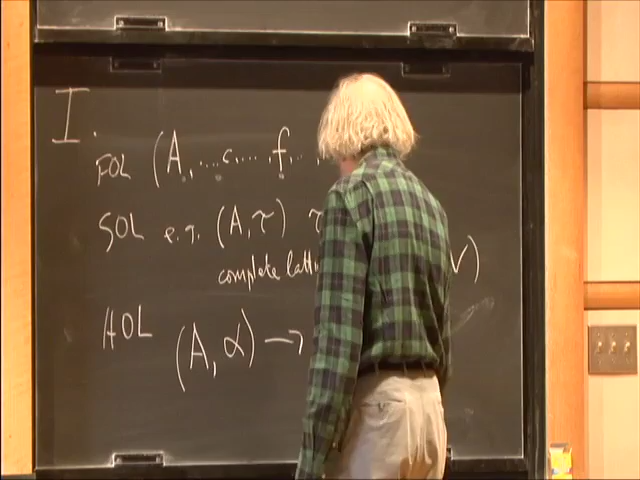 I.
FOL (A, ...c, ..., f, ..
SOL e.g. (A, τ) τ
complete latt V)
HOL (A, α) →